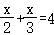 x/2 + x/3 = 4